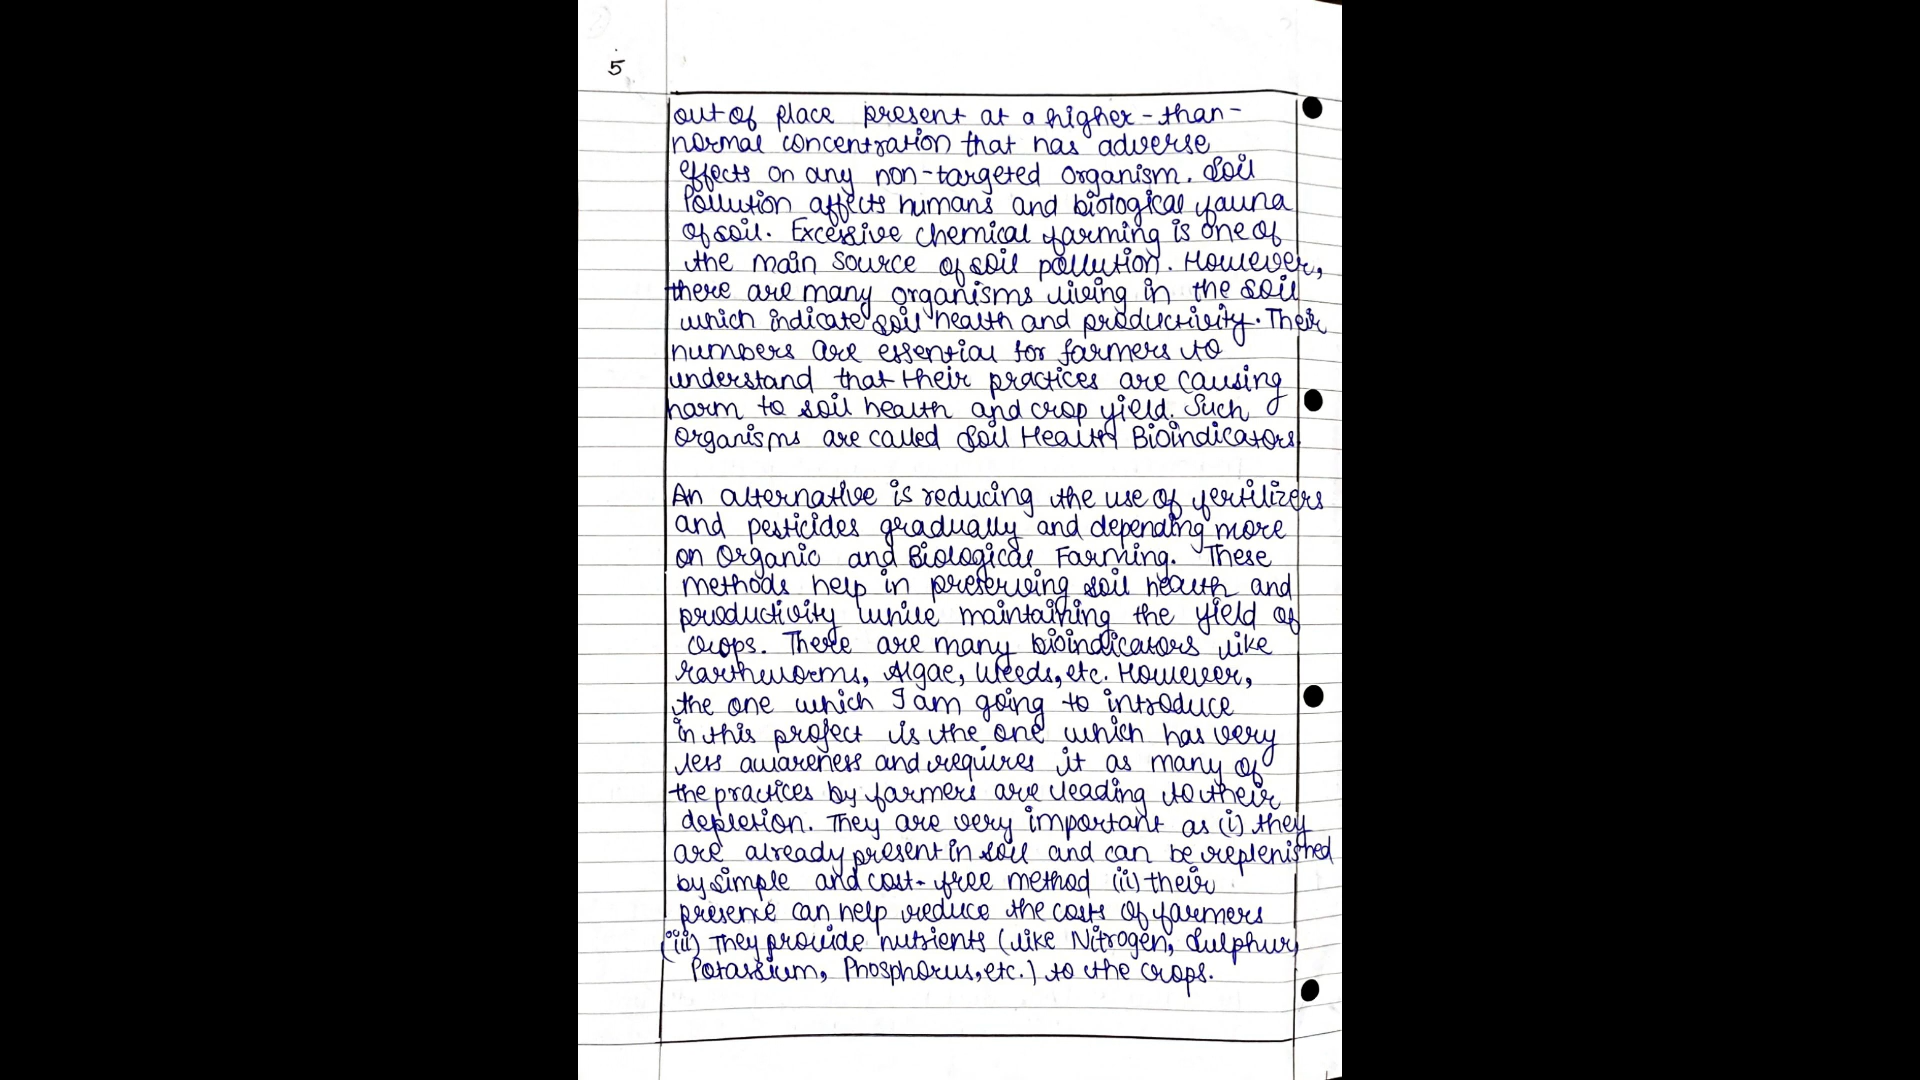 5
out of place present at a higher-than-
normal concentration that has adverse
effects on any non-targeted organism. Soil
Pollution affects humans and biological fauna
of soil. Excessive chemical farming is one of
the main source of soil pollution. However,
there are many organisms living in the soil
which indicate soil health and productivity. Their
numbers are essential for farmers to
understand that their practices are causing
harm to soil health and crop yield. Such
organisms are called Soil Health Bioindicators
An alternative is reducing the use of fertilizers
and pesticides gradually and depending more
on Organic and Biological Farming. These
methods help in preserving soil health and
productivity while maintaining the yield of
crops. There are many bioindicators like
Earthworms, Algae, Weeds, etc. However,
the one which I am going to introduce
in this project is the one which has very
less awareness and requires it as many of
the practices by farmers are leading to their
depletion. They are very important as (i) they
are already present in soil and can be replenished
by simple and cost-free method (ii) their
presence can help reduce the costs of farmers
(iii) They provide nutrients (like Nitrogen, Sulphur,
Potassium, Phosphorus, etc.) to the crops.